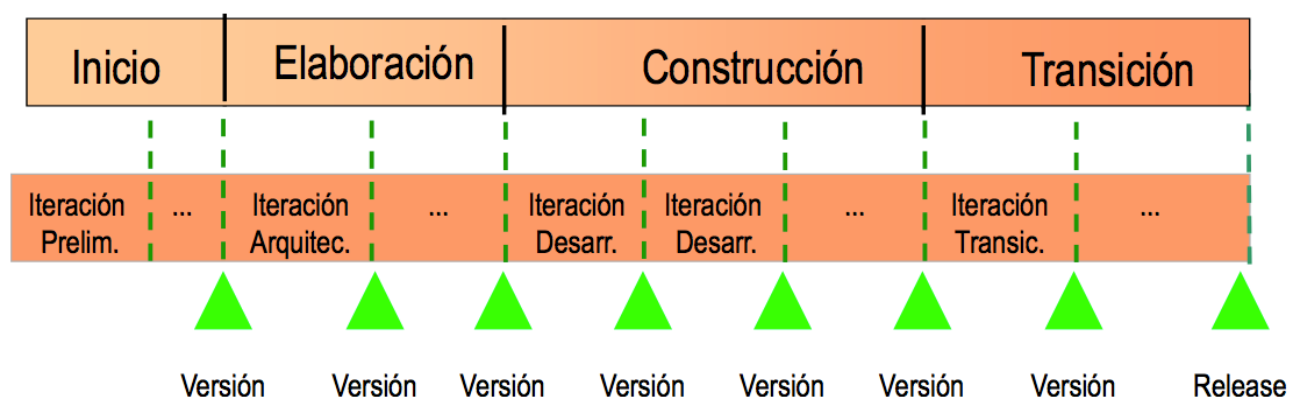 Inicio Elaboración Construcción Transición
Iteración ... Iteración ... Iteración Iteración ... Iteración ...
Prelim. Arquitec. Desarr. Desarr. Transic.
Versión Versión Versión Versión Versión Versión Versión Release